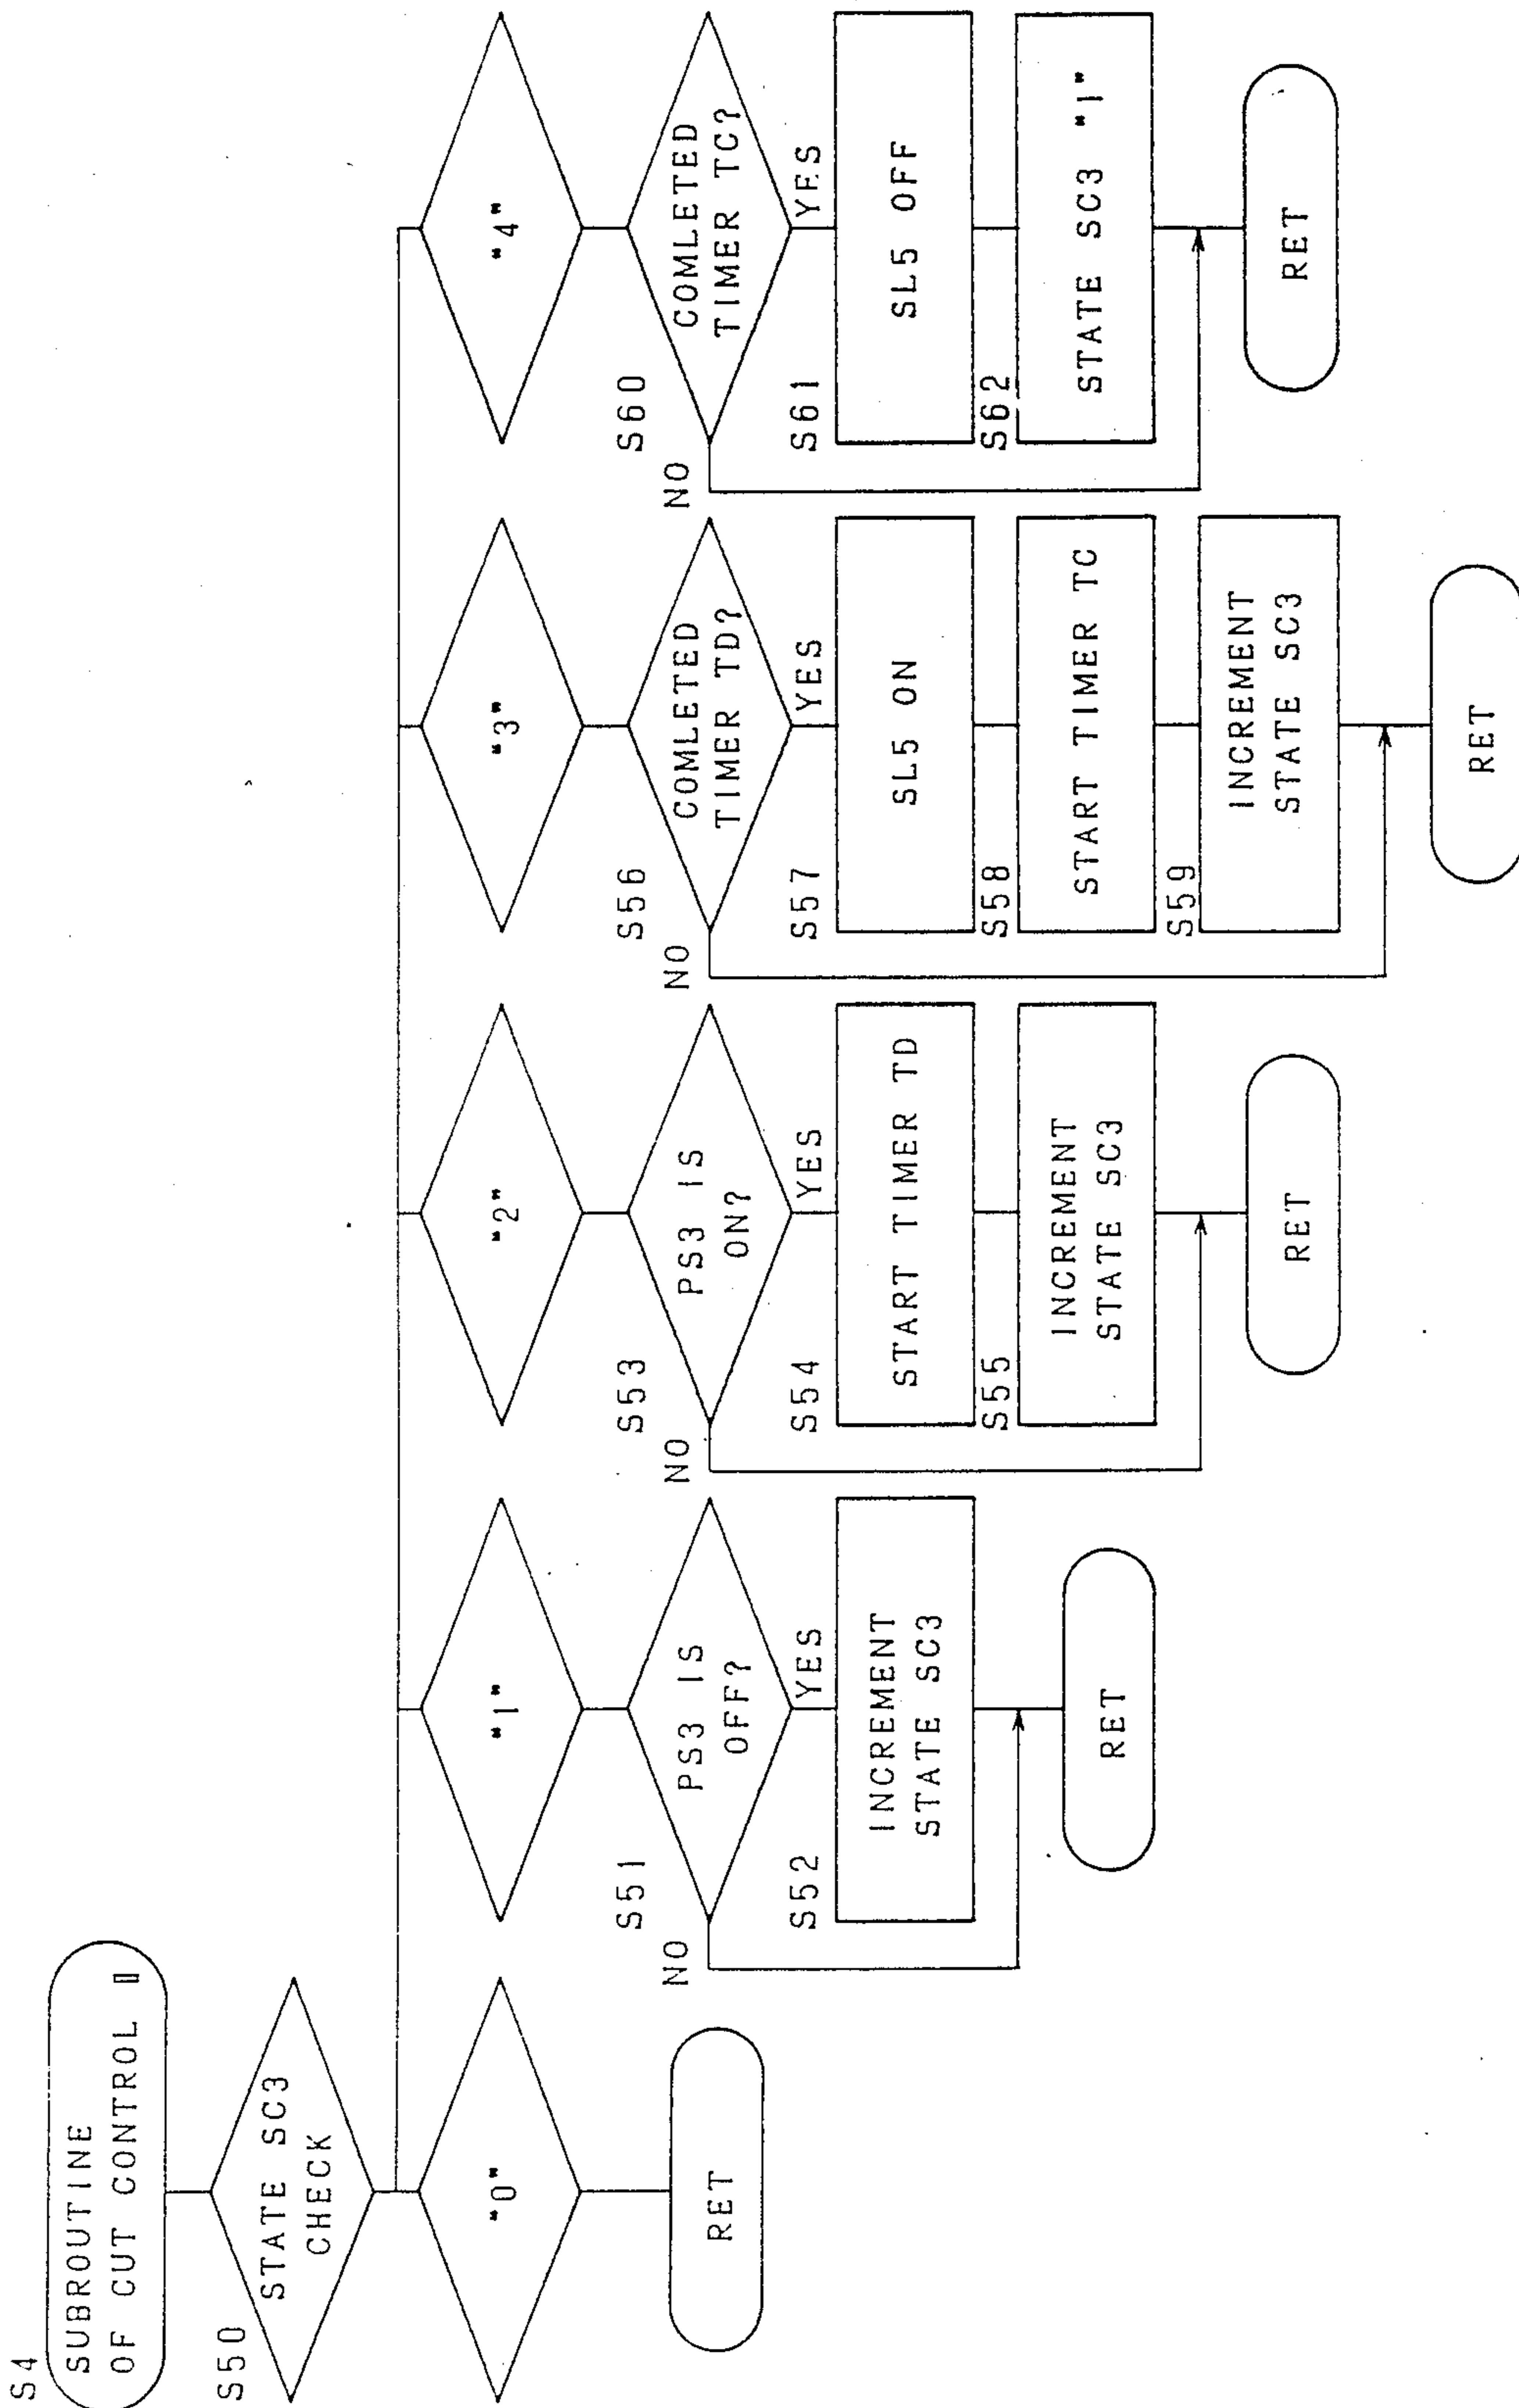 S4
SUBROUTINE
OF CUT CONTROL II
S50
STATE SC3
CHECK
"0"
RET
"1"
S51
PS3 IS
OFF?
NO
YES
S52
INCREMENT
STATE SC3
RET
"2"
S53
PS3 IS
ON?
NO
YES
S54
START TIMER TD
S55
INCREMENT
STATE SC3
RET
"3"
S56
COMLETED
TIMER TD?
NO
YES
S57
SL5 ON
S58
START TIMER TC
S59
INCREMENT
STATE SC3
RET
"4"
S60
COMLETED
TIMER TC?
NO
YES
S61
SL5 OFF
S62
STATE SC3 "1"
RET